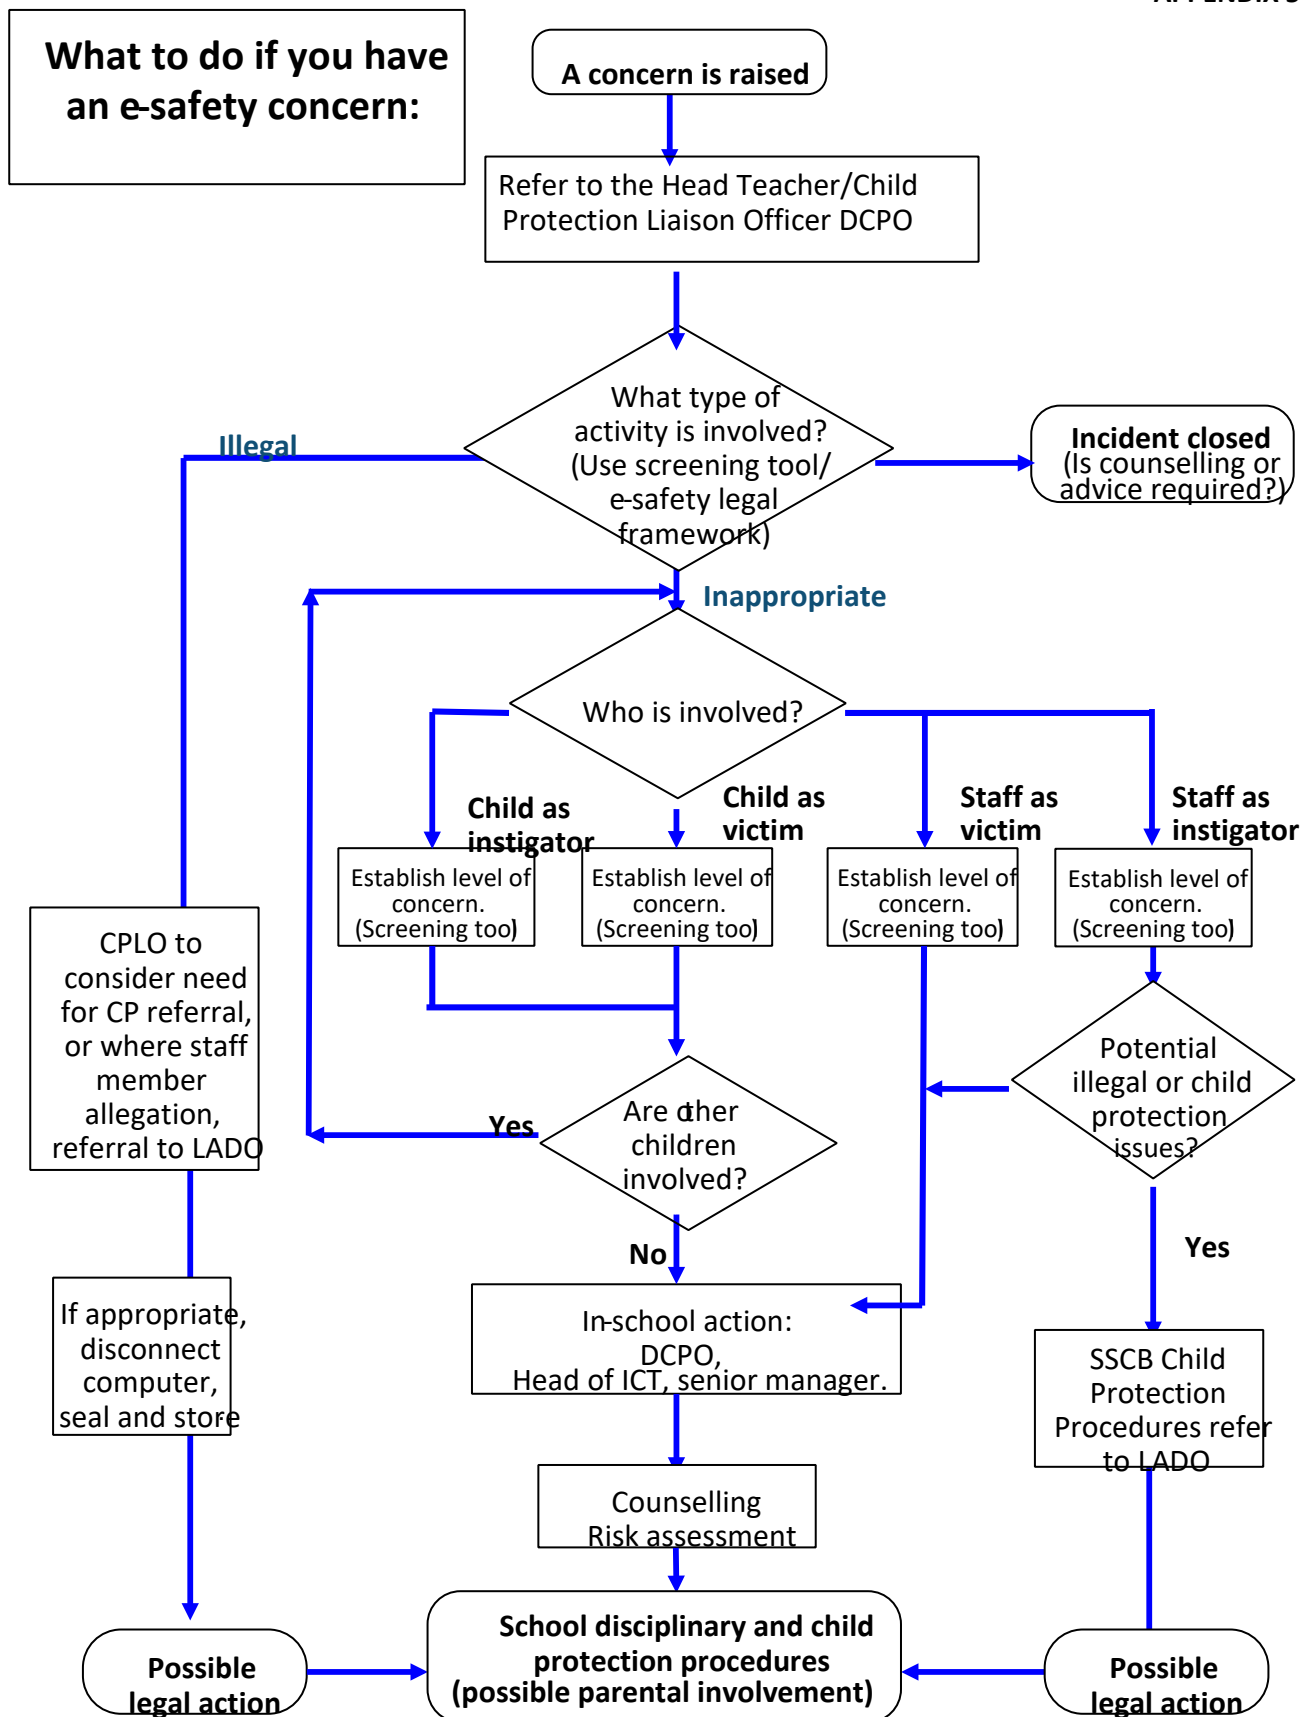 What to do if you have
an e-safety concern:
A concern is raised
Refer to the Head Teacher/Child
Protection Liaison Officer DCPO
What type of
activity is involved?
(Use screening tool/
e-safety legal
framework)
Illegal
Incident closed
(Is counselling or
advice required?)
Inappropriate
Who is involved?
Child as
instigator
Child as
victim
Staff as
victim
Staff as
instigator
Establish level of
concern.
(Screening tool)
Establish level of
concern.
(Screening tool)
Establish level of
concern.
(Screening tool)
Establish level of
concern.
(Screening tool)
CPLO to
consider need
for CP referral,
or where staff
member
allegation,
referral to LADO
Potential
illegal or child
protection
issues?
Yes
Are other
children
involved?
No
Yes
If appropriate,
disconnect
computer,
seal and store.
In-school action:
DCPO,
Head of ICT, senior manager.
SSCB Child
Protection
Procedures refer
to LADO
Counselling
Risk assessment
School disciplinary and child
protection procedures
(possible parental involvement)
Possible
legal action
Possible
legal action